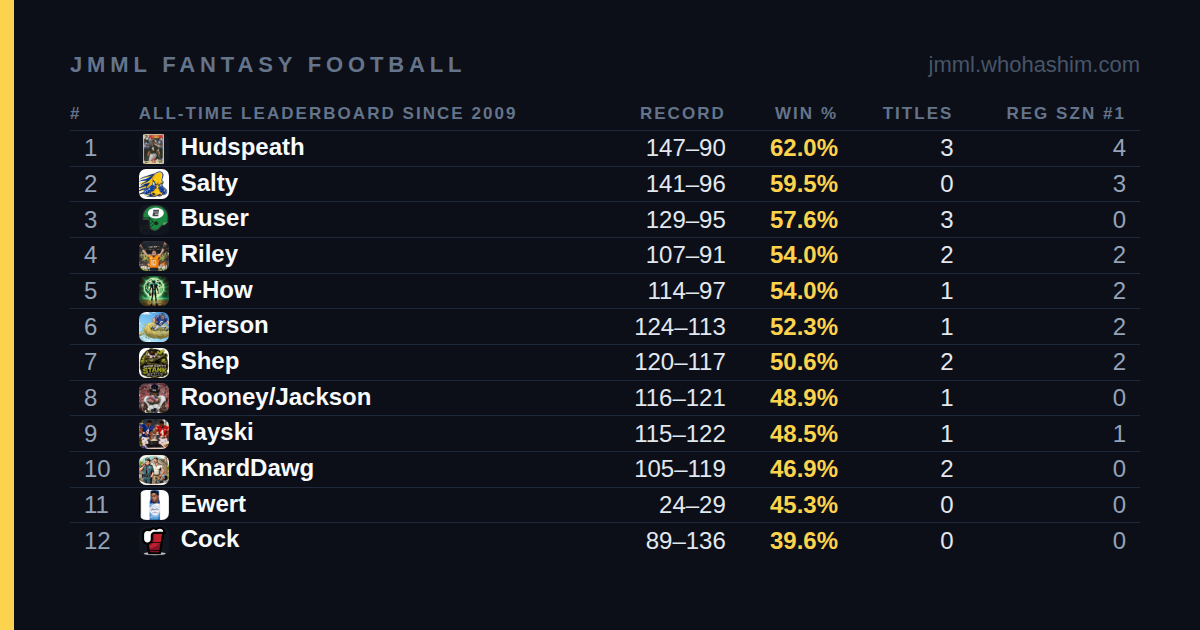 JMML FANTASY FOOTBALL jmml.whohashim.com
# ALL-TIME LEADERBOARD SINCE 2009 RECORD WIN % TITLES REG SZN #1
1 Hudspeath 147–90 62.0% 3 4
2 Salty 141–96 59.5% 0 3
3 Buser 129–95 57.6% 3 0
4 Riley 107–91 54.0% 2 2
5 T-How 114–97 54.0% 1 2
6 Pierson 124–113 52.3% 1 2
7 Shep 120–117 50.6% 2 2
8 Rooney/Jackson 116–121 48.9% 1 0
9 Tayski 115–122 48.5% 1 1
10 KnardDawg 105–119 46.9% 2 0
11 Ewert 24–29 45.3% 0 0
12 Cock 89–136 39.6% 0 0